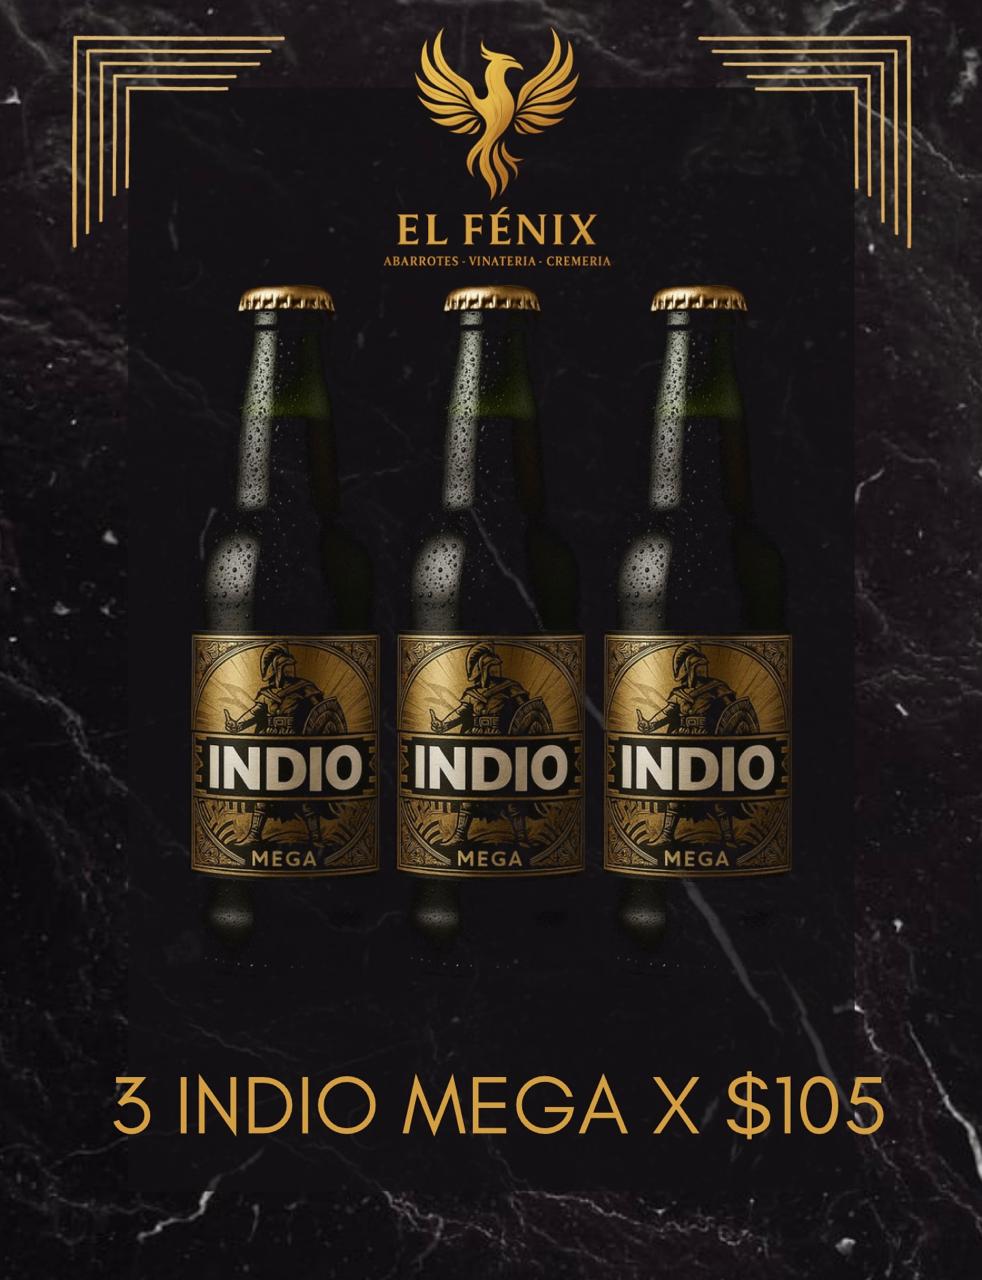 EL FÉNIX
ABARROTES - VINATERIA - CREMERIA
INDIO
MEGA
INDIO
MEGA
INDIO
MEGA
3 INDIO MEGA X $105